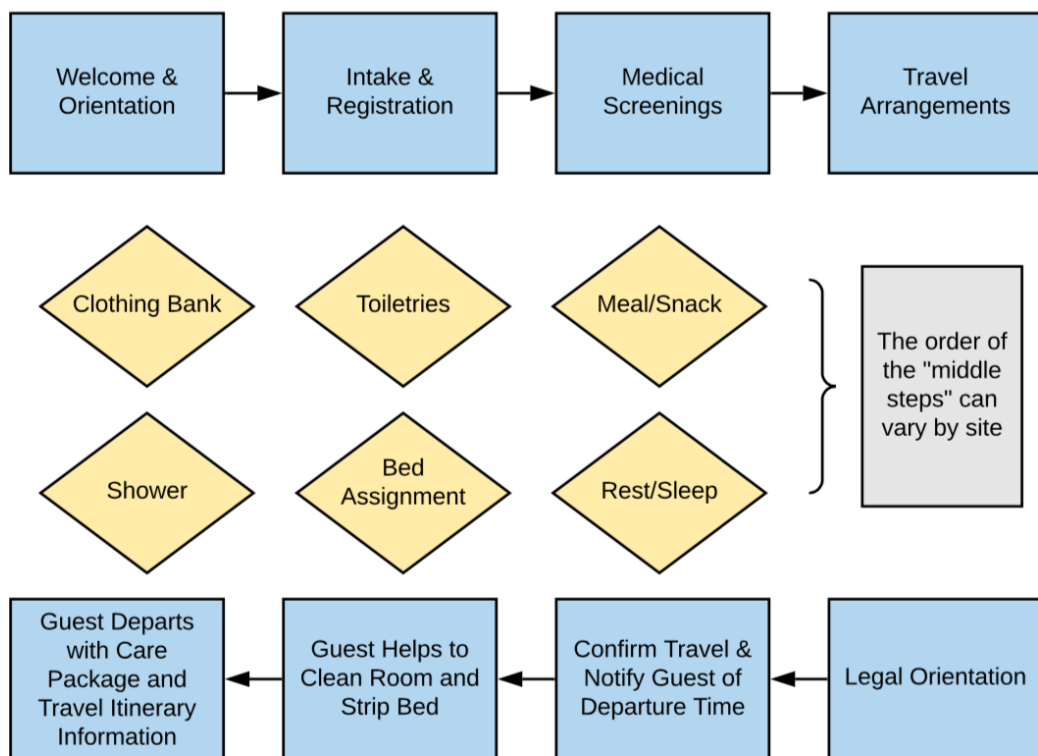 Welcome &
Orientation
Intake &
Registration
Medical
Screenings
Travel
Arrangements
Clothing Bank
Toiletries
Meal/Snack
The order of
the "middle
steps" can
vary by site
Shower
Bed
Assignment
Rest/Sleep
Guest Departs
with Care
Package and
Travel Itinerary
Information
Guest Helps to
Clean Room and
Strip Bed
Confirm Travel &
Notify Guest of
Departure Time
Legal Orientation